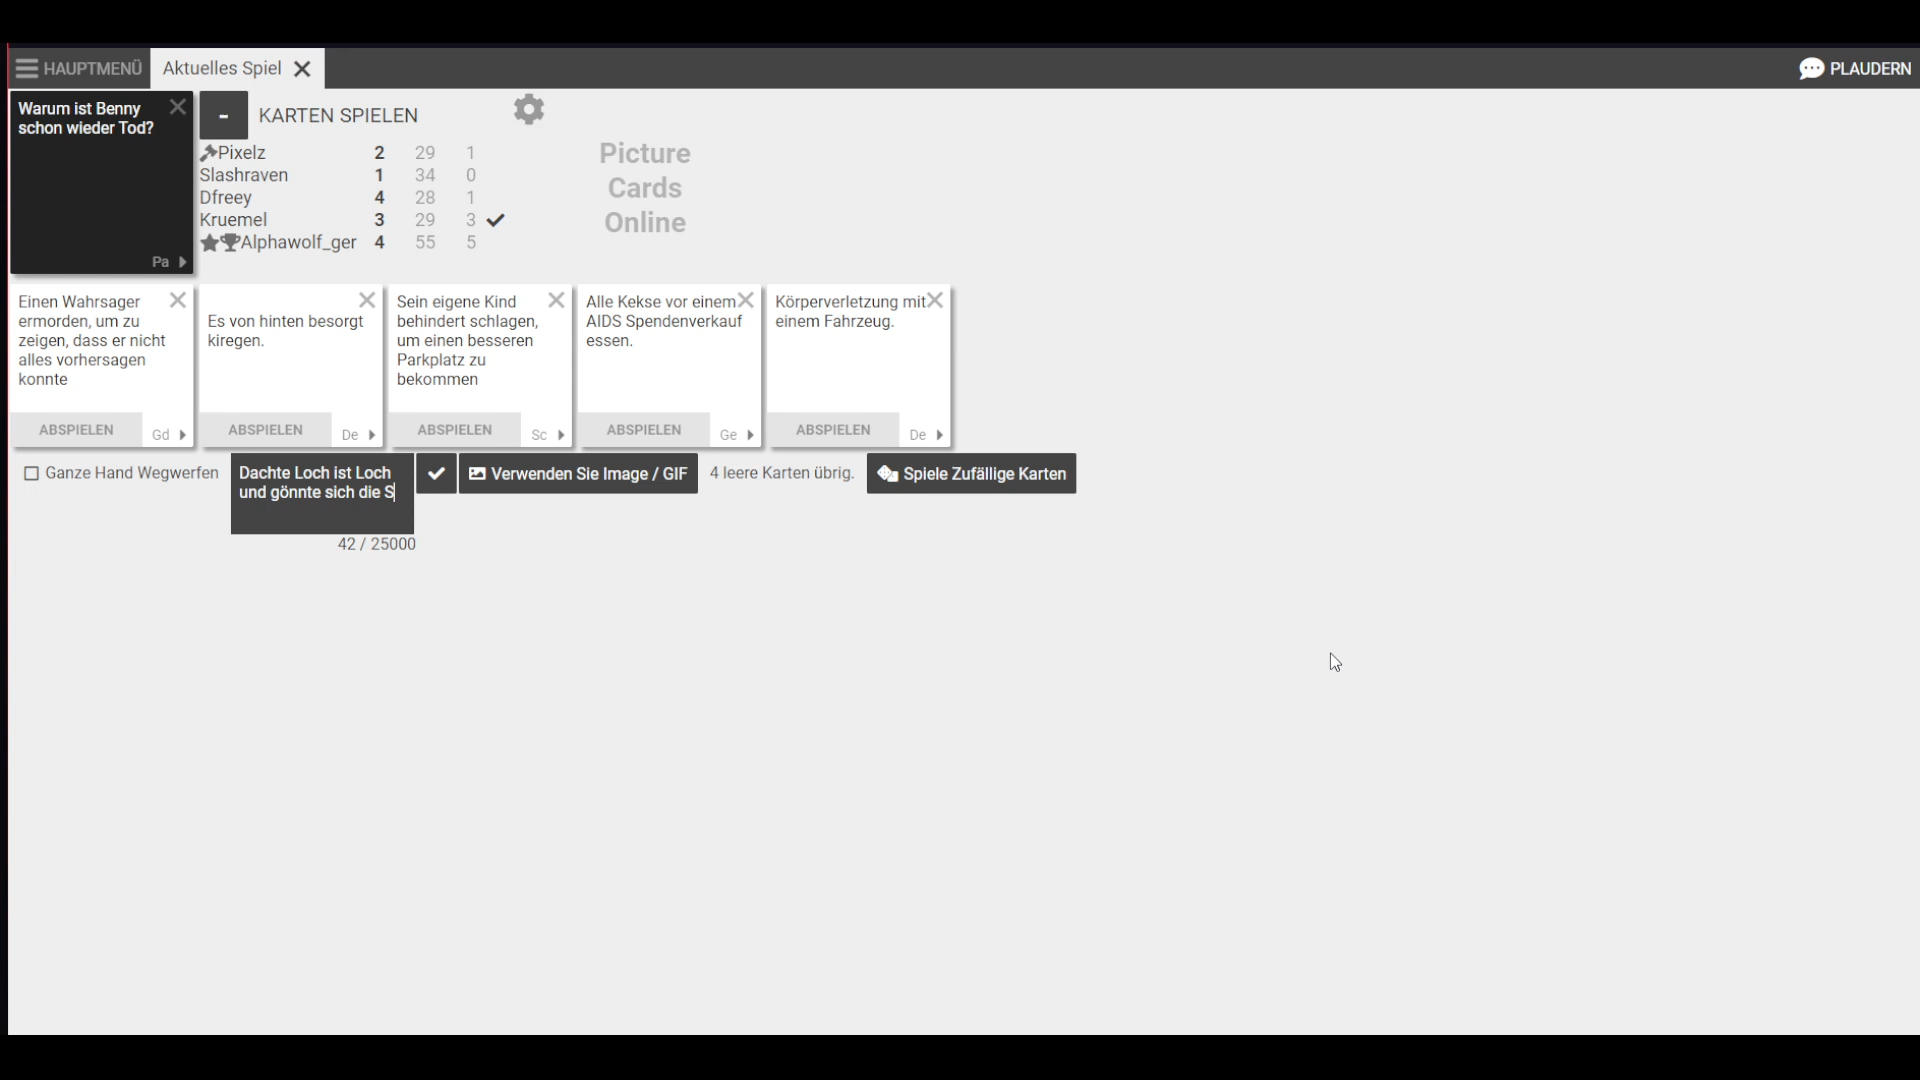 HAUPTMENÜ
Aktuelles Spiel
PLAUDERN
Warum ist Benny
schon wieder Tod?
Pa
-
KARTEN SPIELEN
Pixelz 2 29 1
Slashraven 1 34 0
Dfreey 4 28 1
Kruemel 3 29 3
Alphawolf_ger 4 55 5
Picture
Cards
Online
Einen Wahrsager
ermorden, um zu
zeigen, dass er nicht
alles vorhersagen
konnte
ABSPIELEN
Gd
Es von hinten besorgt
kiregen.
ABSPIELEN
De
Sein eigene Kind
behindert schlagen,
um einen besseren
Parkplatz zu
bekommen
ABSPIELEN
Sc
Alle Kekse vor einem
AIDS Spendenverkauf
essen.
ABSPIELEN
Ge
Körperverletzung mit
einem Fahrzeug.
ABSPIELEN
De
Ganze Hand Wegwerfen
Dachte Loch ist Loch
und gönnte sich die S
42 / 25000
Verwenden Sie Image / GIF
4 leere Karten übrig.
Spiele Zufällige Karten